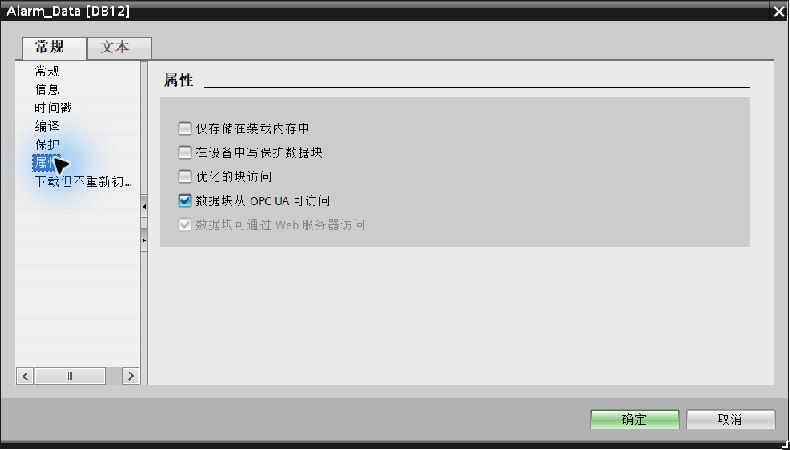 Alarm_Data [DB12]
常规 文本
常规
信息
时间戳
编译
保护
属性
下载但不重新初...
属性
仅存储在装载内存中
在设备中写保护数据块
优化的块访问
数据块从 OPC UA 可访问
数据块可通过 Web 服务器访问
确定 取消